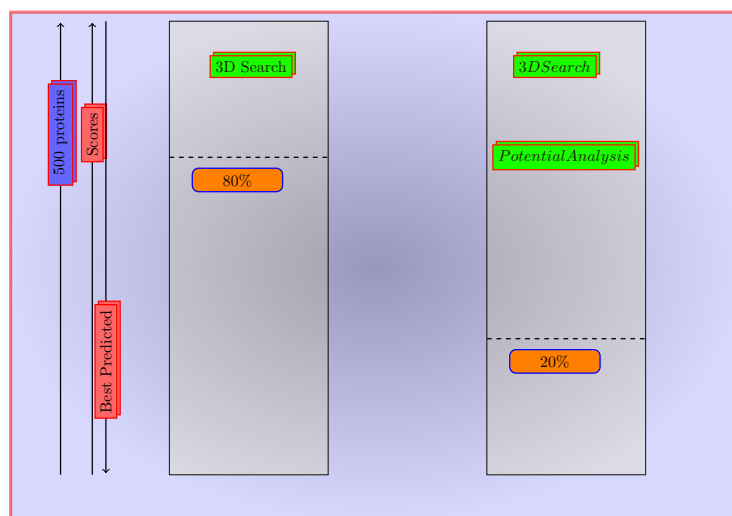 500 proteins
Scores
Best Predicted
3D Search
80%
3DSearch
PotentialAnalysis
20%